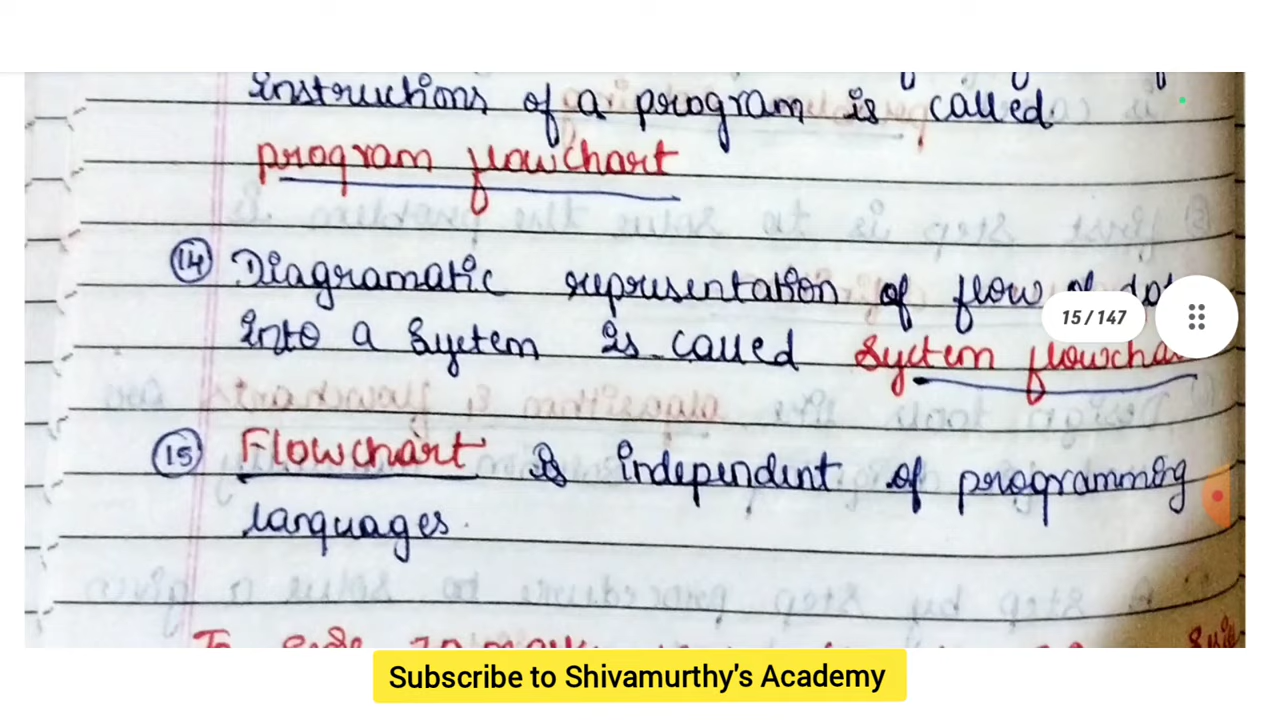 instructions of a program is called
program flowchart
14 Diagramatic representation of flow of
into a System is called System
15 Flowchart is independent of programming
languages.
15 / 147
Subscribe to Shivamurthy's Academy